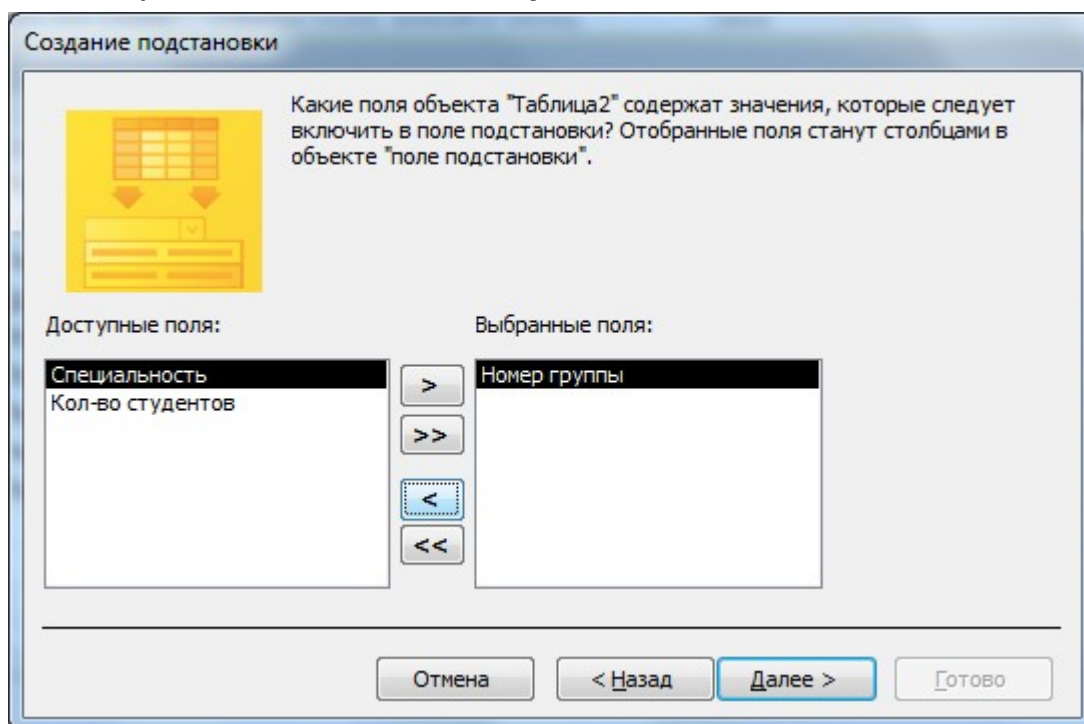 Создание подстановки
Какие поля объекта "Таблица2" содержат значения, которые следует
включить в поле подстановки? Отобранные поля станут столбцами в
объекте "поле подстановки".
Доступные поля:
Выбранные поля:
Специальность
Кол-во студентов
Номер группы
>
>>
<
<<
Отмена
< Назад
Далее >
Готово